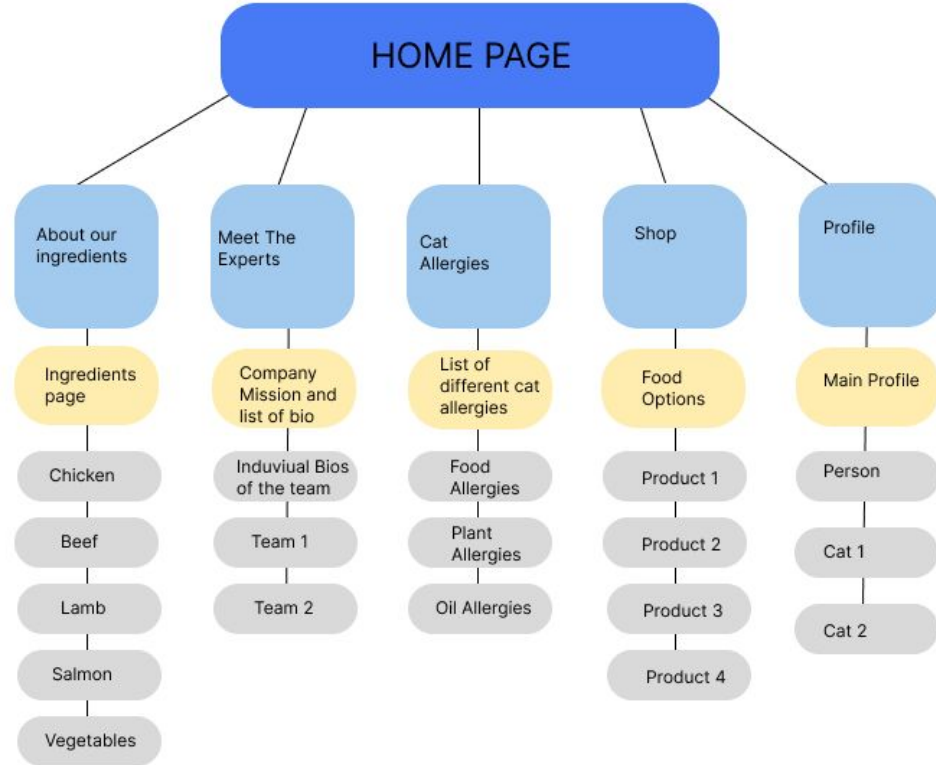 HOME PAGE
About our
ingredients
Meet The
Experts
Cat
Allergies
Shop
Profile
Ingredients
page
Company
Mission and
list of bio
List of
different cat
allergies
Food
Options
Main Profile
Chicken
Beef
Lamb
Salmon
Vegetables
Induviual Bios
of the team
Team 1
Team 2
Food
Allergies
Plant
Allergies
Oil Allergies
Product 1
Product 2
Product 3
Product 4
Person
Cat 1
Cat 2